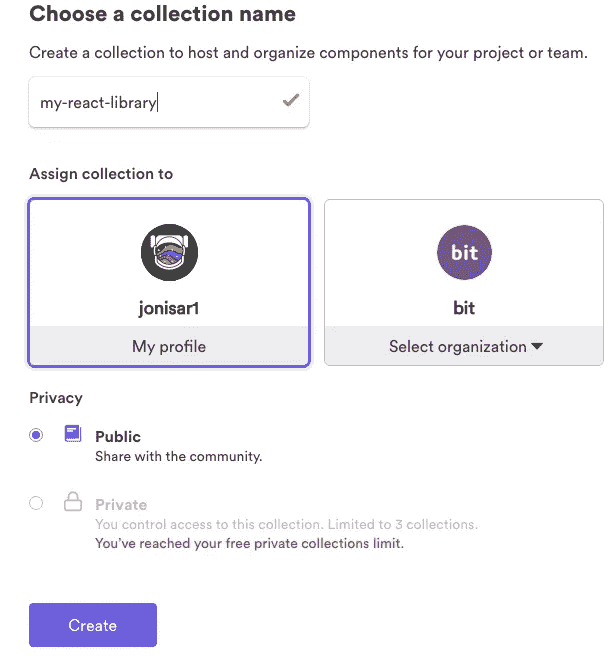 Choose a collection name
Create a collection to host and organize components for your project or team.
my-react-library
Assign collection to
bit
jonisar1
bit
My profile
Select organization
Privacy
Public
Share with the community.
Private
You control access to this collection. Limited to 3 collections.
You've reached your free private collections limit.
Create